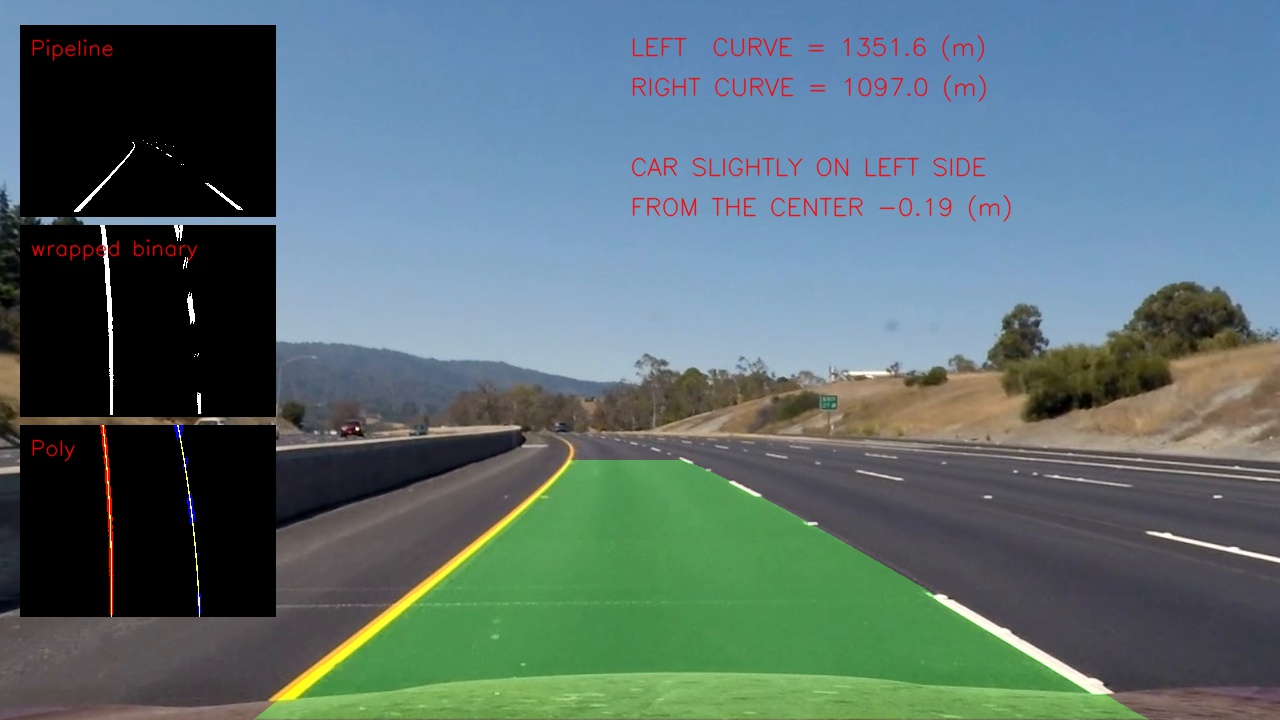 Pipeline
wrapped binary
Poly
LEFT CURVE = 1351.6 (m)
RIGHT CURVE = 1097.0 (m)
CAR SLIGHTLY ON LEFT SIDE
FROM THE CENTER −0.19 (m)